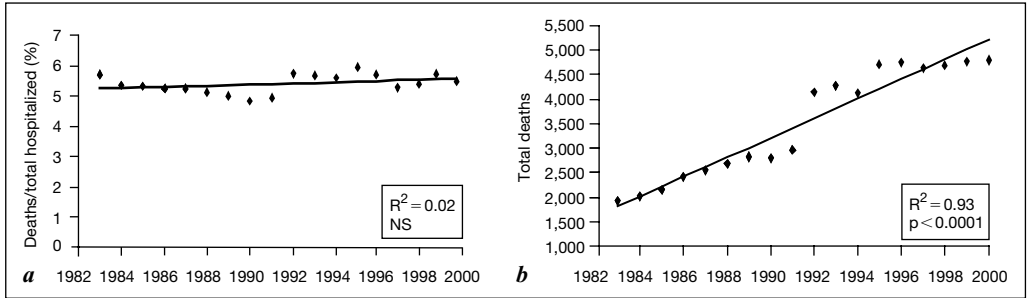 Deaths/total hospitalized (%)
7
6
5
4
3
2
1
0
R² = 0.02
NS
a
1982 1984 1986 1988 1990 1992 1994 1996 1998 2000
Total deaths
5,500
5,000
4,500
4,000
3,500
3,000
2,500
2,000
1,500
1,000
R² = 0.93
p < 0.0001
b
1982 1984 1986 1988 1990 1992 1994 1996 1998 2000